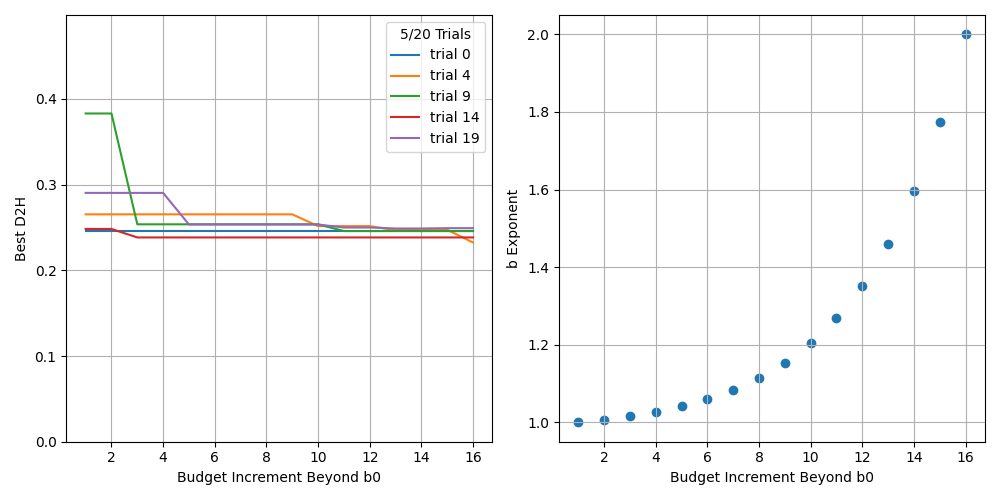 5/20 Trials
trial 0
trial 4
trial 9
trial 14
trial 19
0.4
0.3
0.2
0.1
0.0
Best D2H
2 4 6 8 10 12 14 16
Budget Increment Beyond b0
2.0
1.8
1.6
1.4
1.2
1.0
b Exponent
2 4 6 8 10 12 14 16
Budget Increment Beyond b0